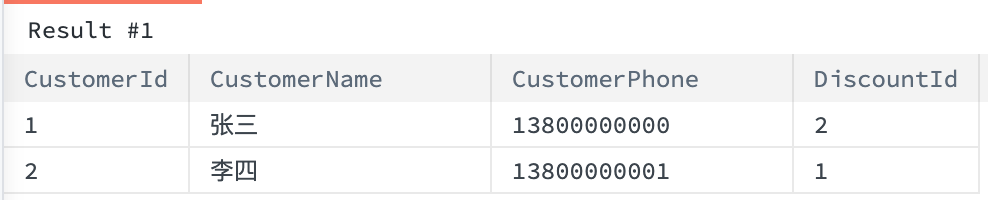 Result #1
CustomerId CustomerName CustomerPhone DiscountId
1 张三 13800000000 2
2 李四 13800000001 1